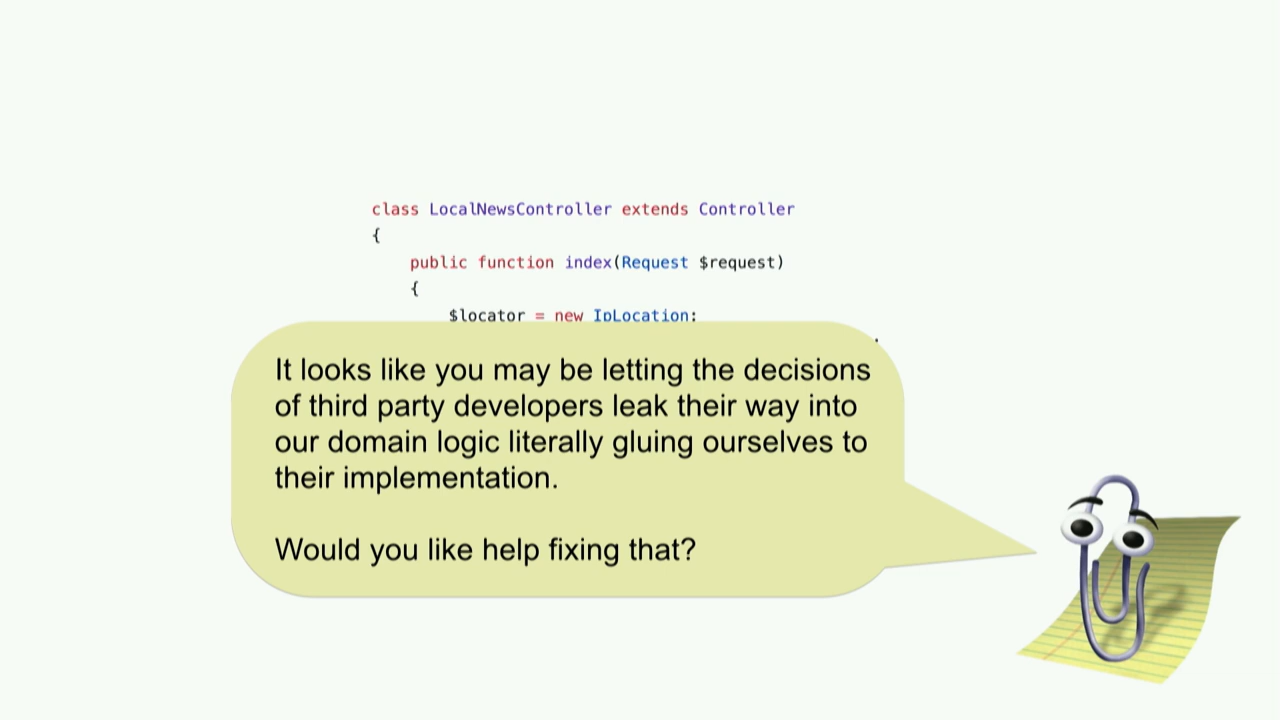 class LocalNewsController extends Controller
{
public function index(Request $request)
{
$locator = new IpLocation;
It looks like you may be letting the decisions
of third party developers leak their way into
our domain logic literally gluing ourselves to
their implementation.
Would you like help fixing that?